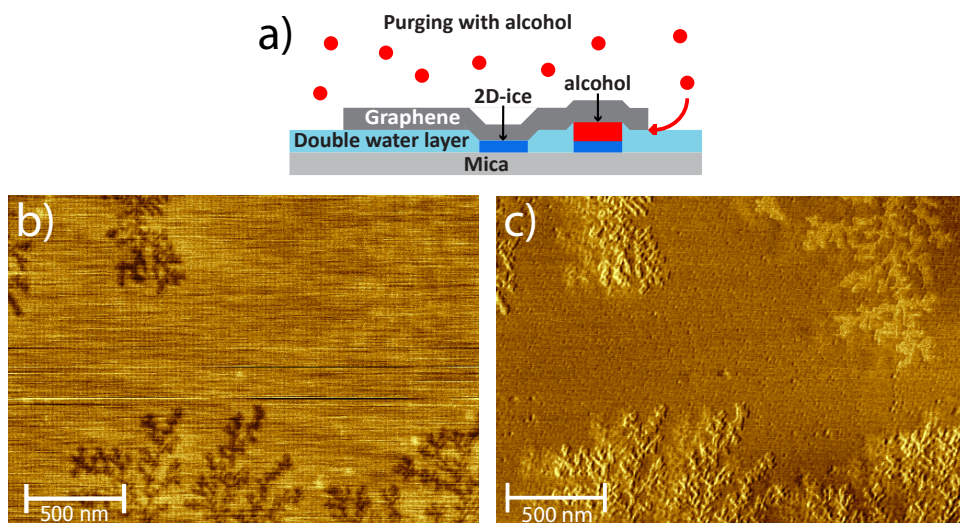 a)
Purging with alcohol
2D-ice
alcohol
Graphene
Double water layer
Mica
b)
500 nm
c)
500 nm